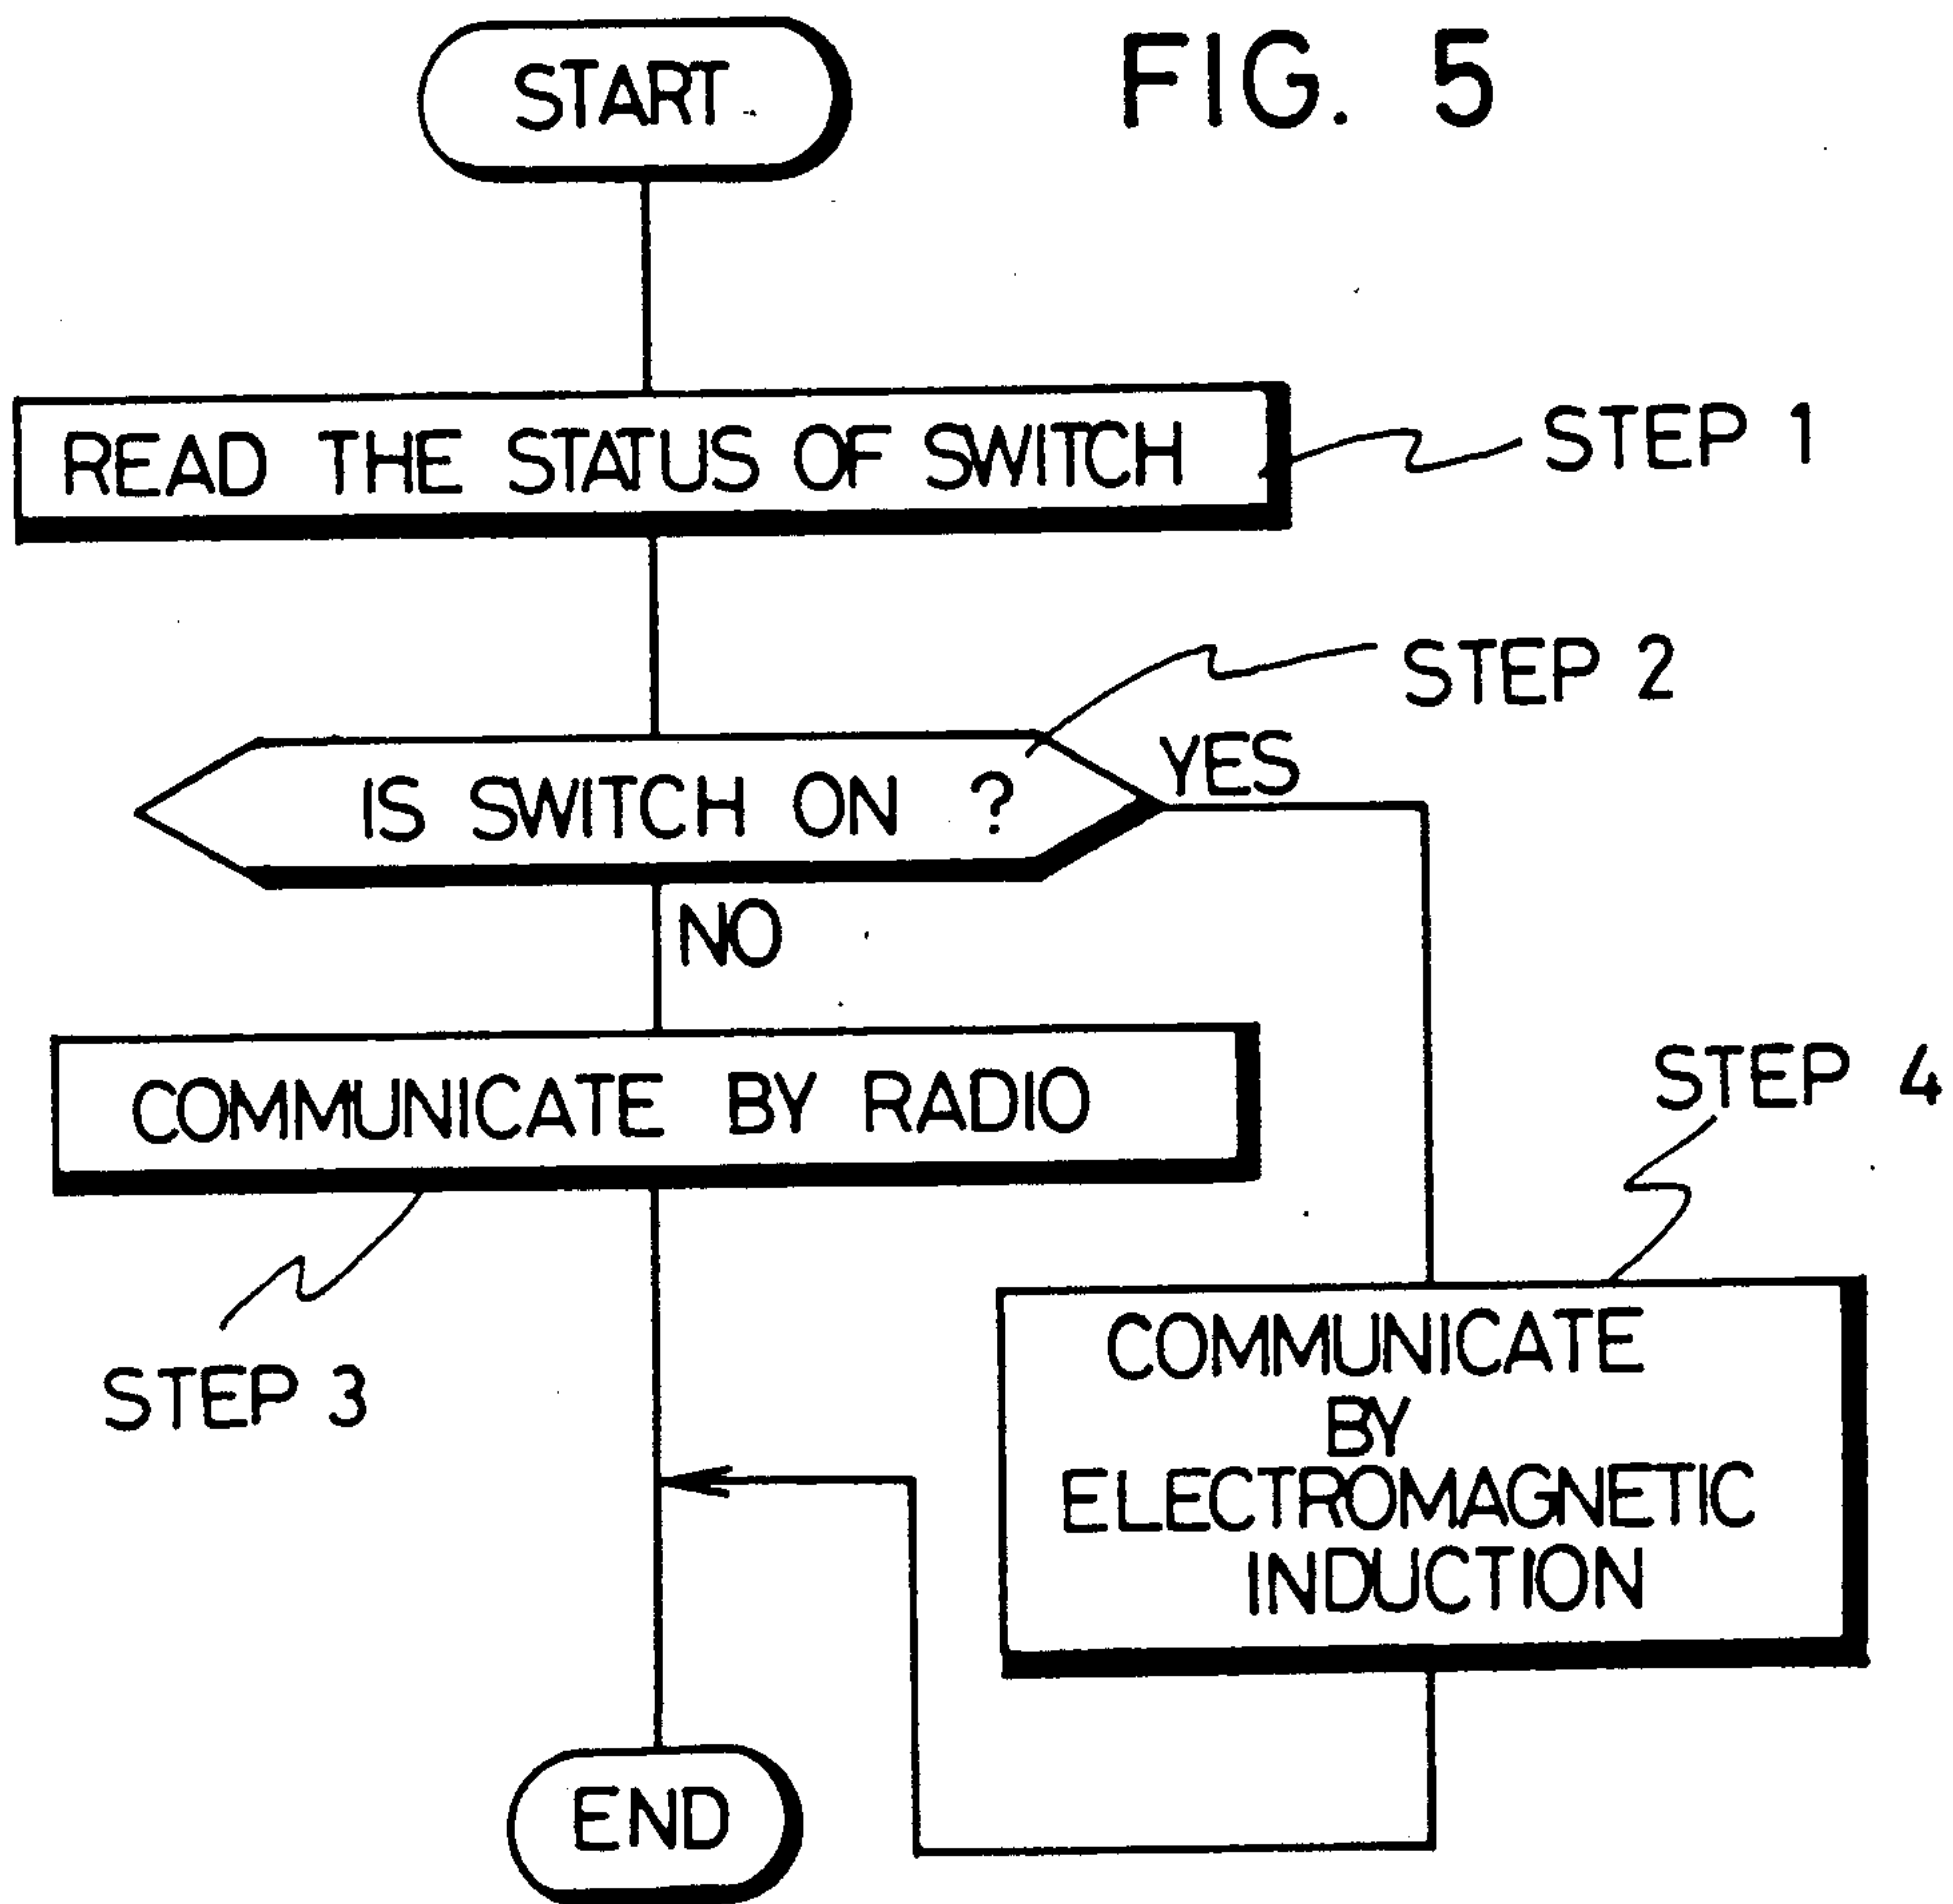 START
FIG. 5
READ THE STATUS OF SWITCH
STEP 1
STEP 2
IS SWITCH ON ?
YES
NO
COMMUNICATE BY RADIO
STEP 4
STEP 3
COMMUNICATE
BY
ELECTROMAGNETIC
INDUCTION
END